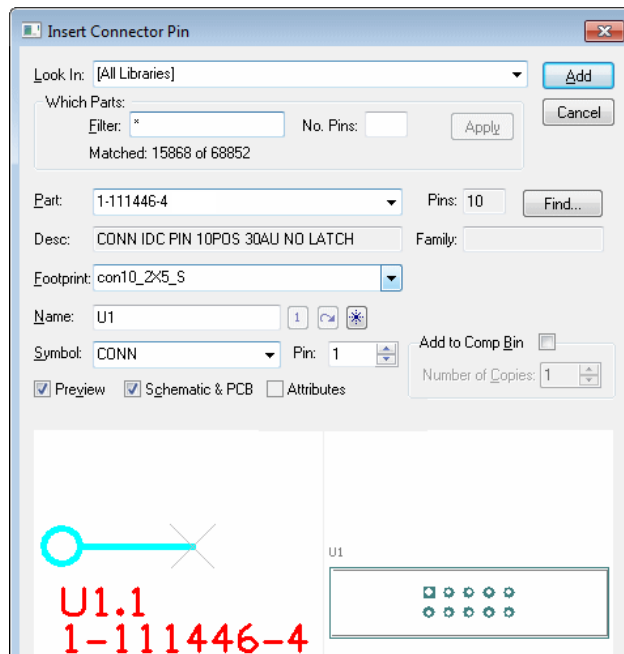 Insert Connector Pin
Look In: [All Libraries] Add
Which Parts: Cancel
Filter: * No. Pins: Apply
Matched: 15868 of 68852
Part: 1-111446-4 Pins: 10 Find...
Desc: CONN IDC PIN 10POS 30AU NO LATCH Family:
Footprint: con10_2X5_S
Name: U1 1
Symbol: CONN Pin: 1 Add to Comp Bin
Number of Copies: 1
Preview Schematic & PCB Attributes
U1
U1.1
1-111446-4